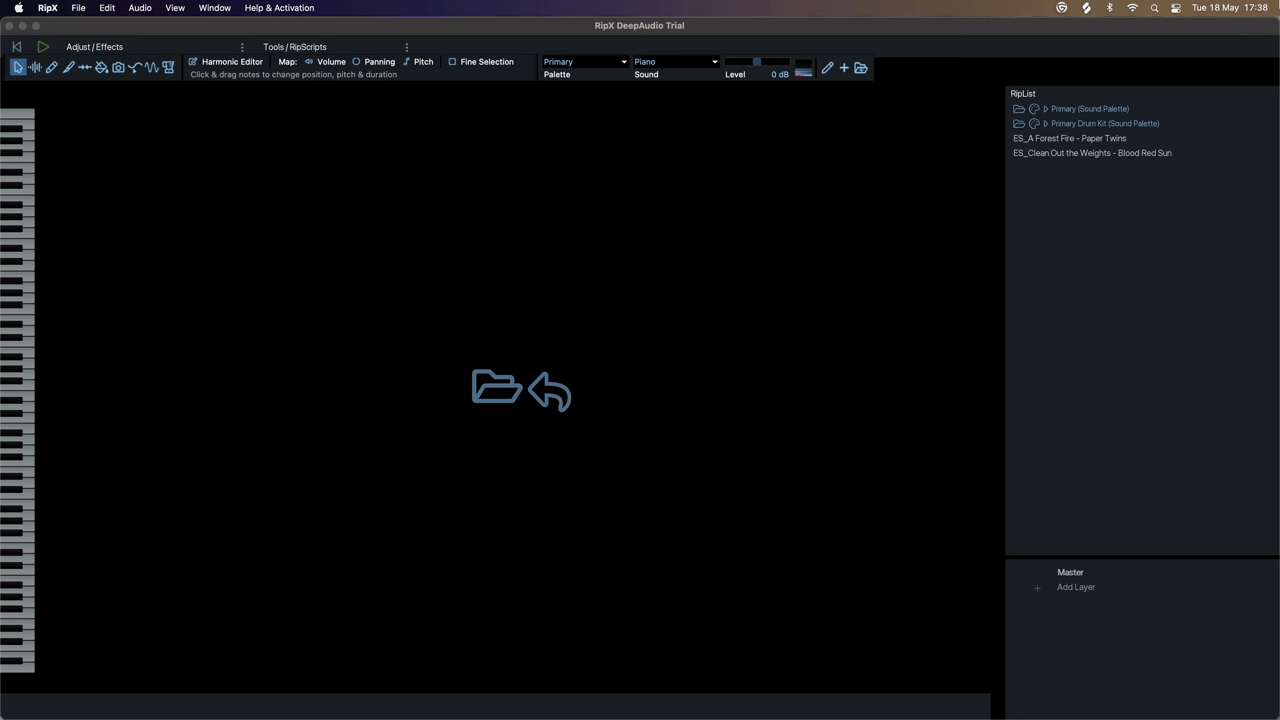 RipX File Edit Audio View Window Help & Activation Tue 18 May 17:38
RipX DeepAudio Trial
Adjust / Effects Tools / RipScripts
Harmonic Editor Map: Volume Panning Pitch Fine Selection Primary Piano
Click & drag notes to change position, pitch & duration Palette Sound Level 0 dB
RipList
Primary (Sound Palette)
Primary Drum Kit (Sound Palette)
ES_A Forest Fire - Paper Twins
ES_Clean Out the Weights - Blood Red Sun
Master
+ Add Layer